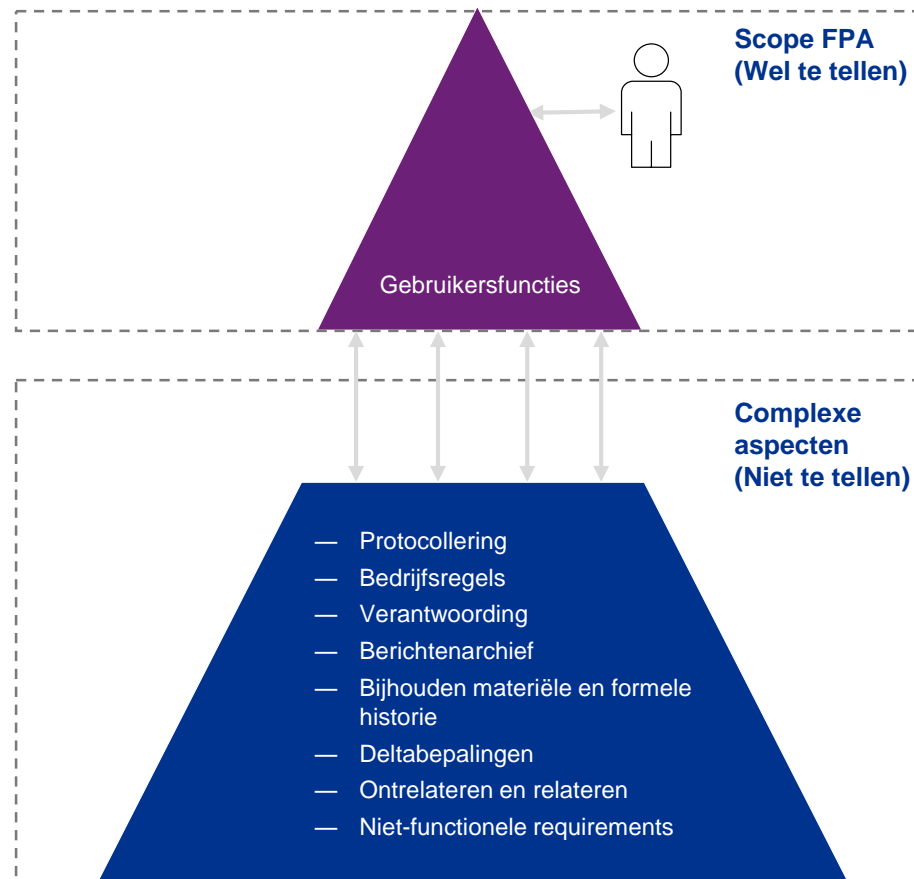 Scope FPA
(Wel te tellen)
Gebruikersfuncties
Complexe
aspecten
(Niet te tellen)
— Protocollering
— Bedrijfsregels
— Verantwoording
— Berichtenarchief
— Bijhouden materiële en formele
historie
— Deltabepalingen
— Ontrelateren en relateren
— Niet-functionele requirements